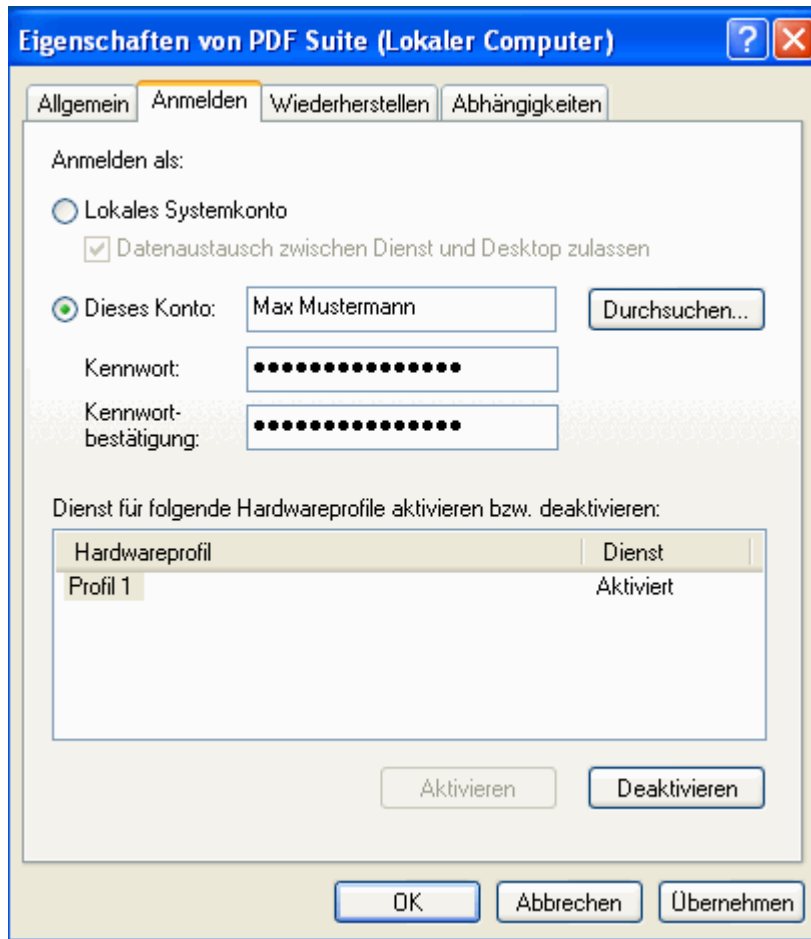 Eigenschaften von PDF Suite (Lokaler Computer)
Allgemein Anmelden Wiederherstellen Abhängigkeiten
Anmelden als:
Lokales Systemkonto
Datenaustausch zwischen Dienst und Desktop zulassen
Dieses Konto: Max Mustermann Durchsuchen...
Kennwort: ●●●●●●●●●●●●●●●
Kennwort-
bestätigung: ●●●●●●●●●●●●●●●
Dienst für folgende Hardwareprofile aktivieren bzw. deaktivieren:
Hardwareprofil Dienst
Profil 1 Aktiviert
Aktivieren Deaktivieren
OK Abbrechen Übernehmen